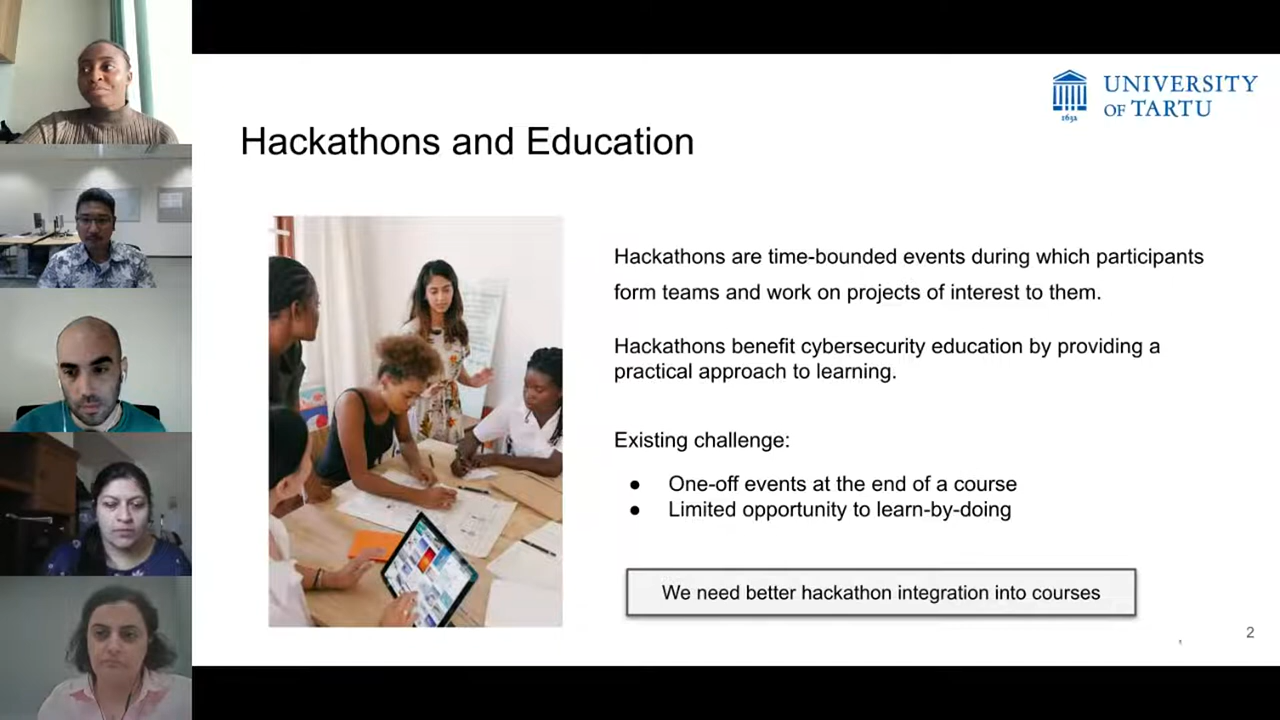 UNIVERSITY
OF TARTU
1632
Hackathons and Education
Hackathons are time-bounded events during which participants
form teams and work on projects of interest to them.
Hackathons benefit cybersecurity education by providing a
practical approach to learning.
Existing challenge:
● One-off events at the end of a course
● Limited opportunity to learn-by-doing
We need better hackathon integration into courses
2